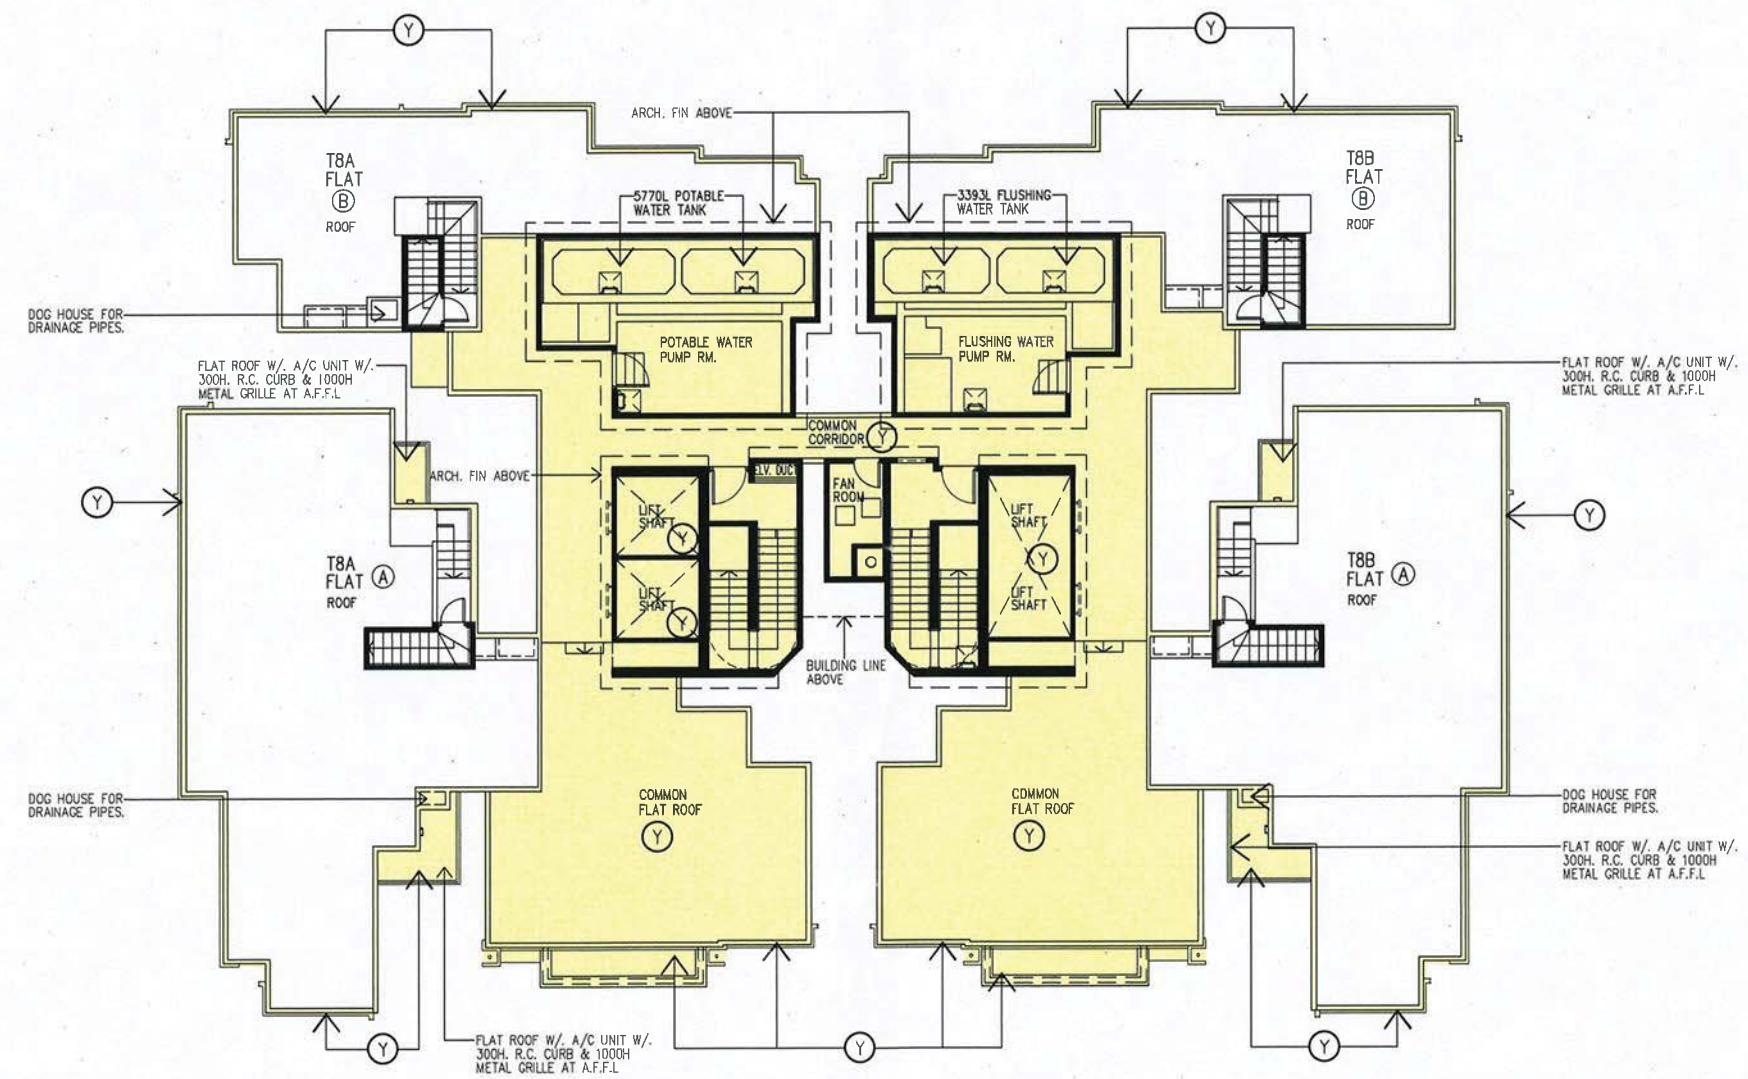 Y
Y
ARCH. FIN ABOVE
T8A
FLAT
B
ROOF
T8B
FLAT
B
ROOF
5770L POTABLE
WATER TANK
3393L FLUSHING
WATER TANK
DOG HOUSE FOR
DRAINAGE PIPES.
POTABLE WATER
PUMP RM.
FLUSHING WATER
PUMP RM.
FLAT ROOF W/. A/C UNIT W/.
300H. R.C. CURB & 1000H
METAL GRILLE AT A.F.F.L
FLAT ROOF W/. A/C UNIT W/.
300H. R.C. CURB & 1000H
METAL GRILLE AT A.F.F.L
COMMON
CORRIDOR
Y
ARCH. FIN ABOVE
ELV. DUCT
FAN
ROOM
Y
LIFT
SHAFT
Y
LIFT
SHAFT
Y
Y
T8A
FLAT A
ROOF
LIFT
SHAFT
Y
LIFT
SHAFT
T8B
FLAT A
ROOF
BUILDING LINE
ABOVE
DOG HOUSE FOR
DRAINAGE PIPES.
COMMON
FLAT ROOF
Y
COMMON
FLAT ROOF
Y
DOG HOUSE FOR
DRAINAGE PIPES.
FLAT ROOF W/. A/C UNIT W/.
300H. R.C. CURB & 1000H
METAL GRILLE AT A.F.F.L
Y
FLAT ROOF W/. A/C UNIT W/.
300H. R.C. CURB & 1000H
METAL GRILLE AT A.F.F.L
Y
Y